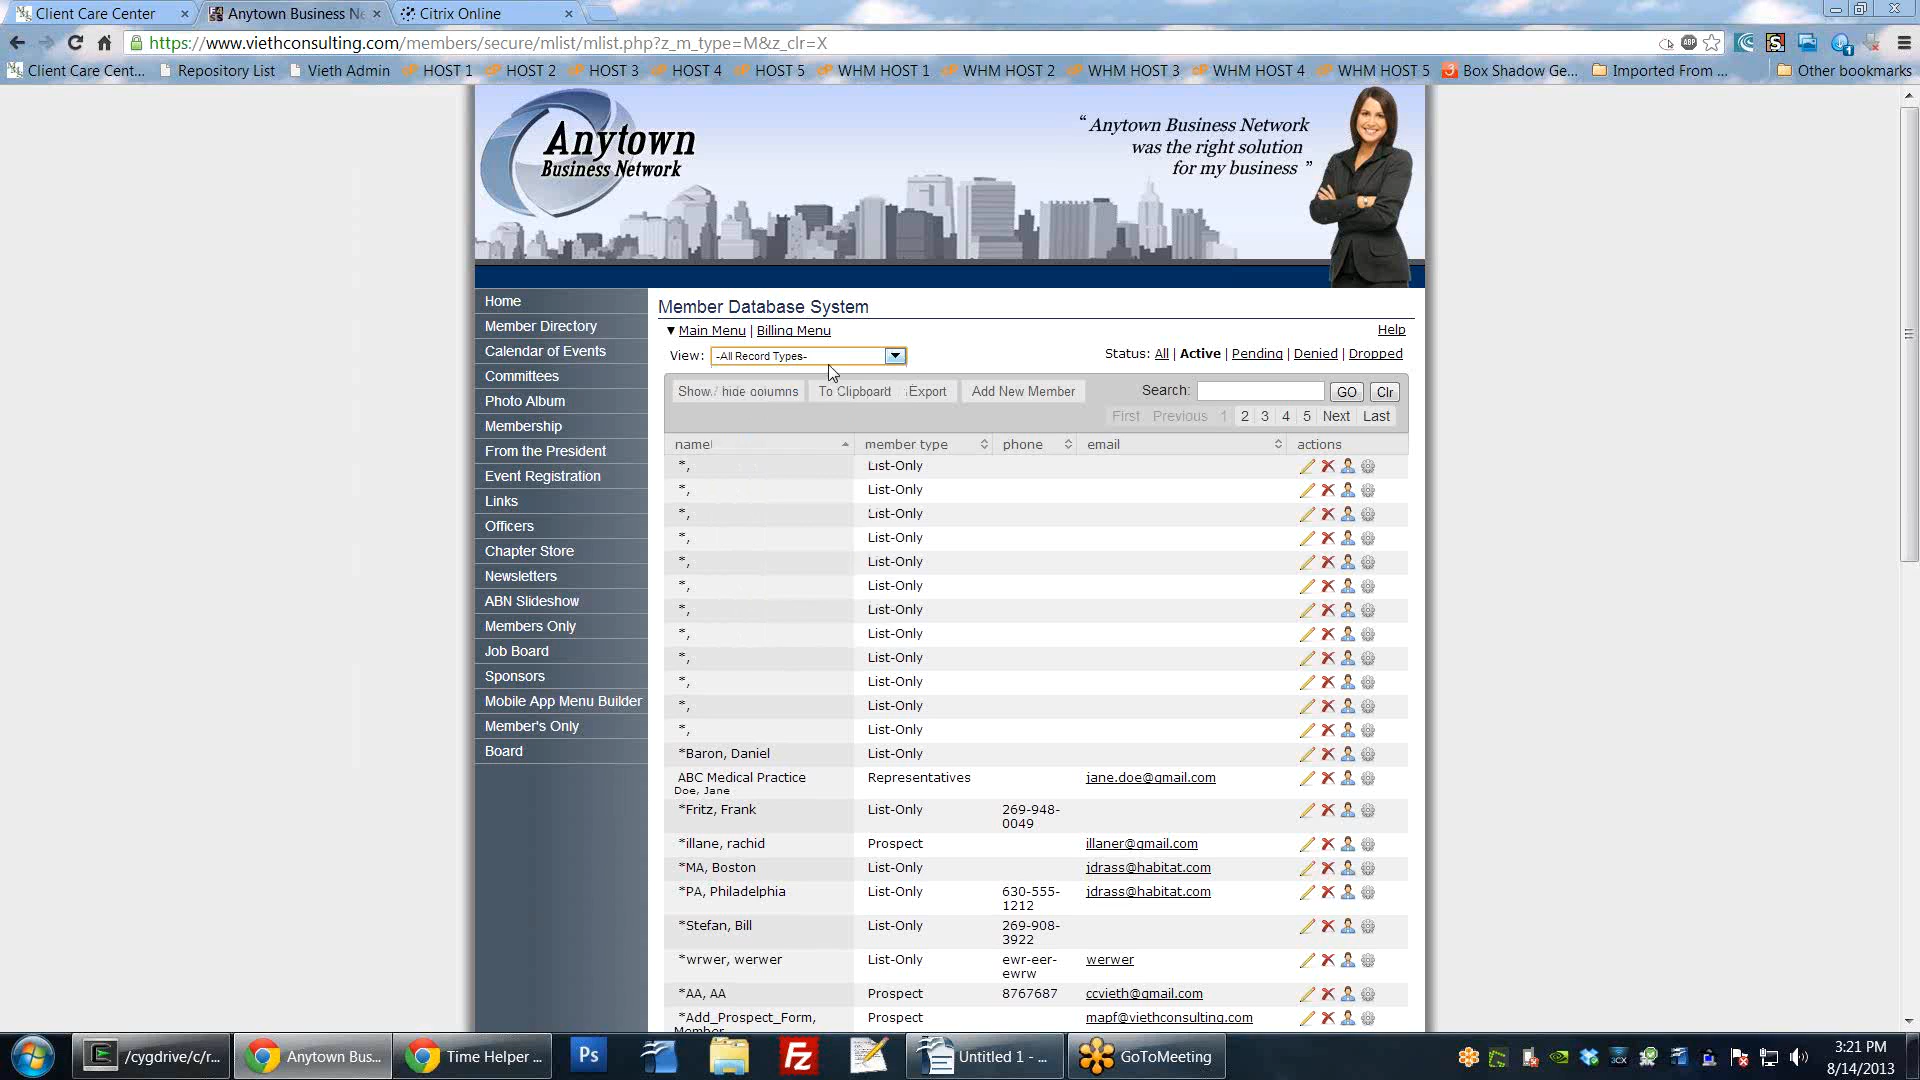 Client Care Center
Anytown Business Ne
Citrix Online
https://www.viethconsulting.com/members/secure/mlist/mlist.php?z_m_type=M&z_clr=X
Client Care Cent... Repository List Vieth Admin HOST 1 HOST 2 HOST 3 HOST 4 HOST 5 WHM HOST 1 WHM HOST 2 WHM HOST 3 WHM HOST 4 WHM HOST 5 Box Shadow Ge... Imported From ... Other bookmarks
Anytown
Business Network
“ Anytown Business Network
was the right solution
for my business ”
Home
Member Directory
Calendar of Events
Committees
Photo Album
Membership
From the President
Event Registration
Links
Officers
Chapter Store
Newsletters
ABN Slideshow
Members Only
Job Board
Sponsors
Mobile App Menu Builder
Member's Only
Board
Member Database System
▼ Main Menu | Billing Menu Help
View: -All Record Types- Status: All | Active | Pending | Denied | Dropped
Show / hide columns To Clipboard Export Add New Member Search: GO Clr
First Previous 1 2 3 4 5 Next Last
name member type phone email actions
*, List-Only
*, List-Only
*, List-Only
*, List-Only
*, List-Only
*, List-Only
*, List-Only
*, List-Only
*, List-Only
*, List-Only
*, List-Only
*, List-Only
*Baron, Daniel List-Only
ABC Medical Practice Representatives jane.doe@gmail.com
Doe, Jane
*Fritz, Frank List-Only 269-948-
0049
*illane, rachid Prospect illaner@gmail.com
*MA, Boston List-Only jdrass@habitat.com
*PA, Philadelphia List-Only 630-555- jdrass@habitat.com
1212
*Stefan, Bill List-Only 269-908-
3922
*wrwer, werwer List-Only ewr-eer- werwer
ewrw
*AA, AA Prospect 8767687 ccvieth@gmail.com
*Add_Prospect_Form, Prospect mapf@viethconsulting.com
Member
/cygdrive/c/r... Anytown Bus... Time Helper ... Ps Fz Untitled 1 - ... GoToMeeting 3CX
3:21 PM
8/14/2013